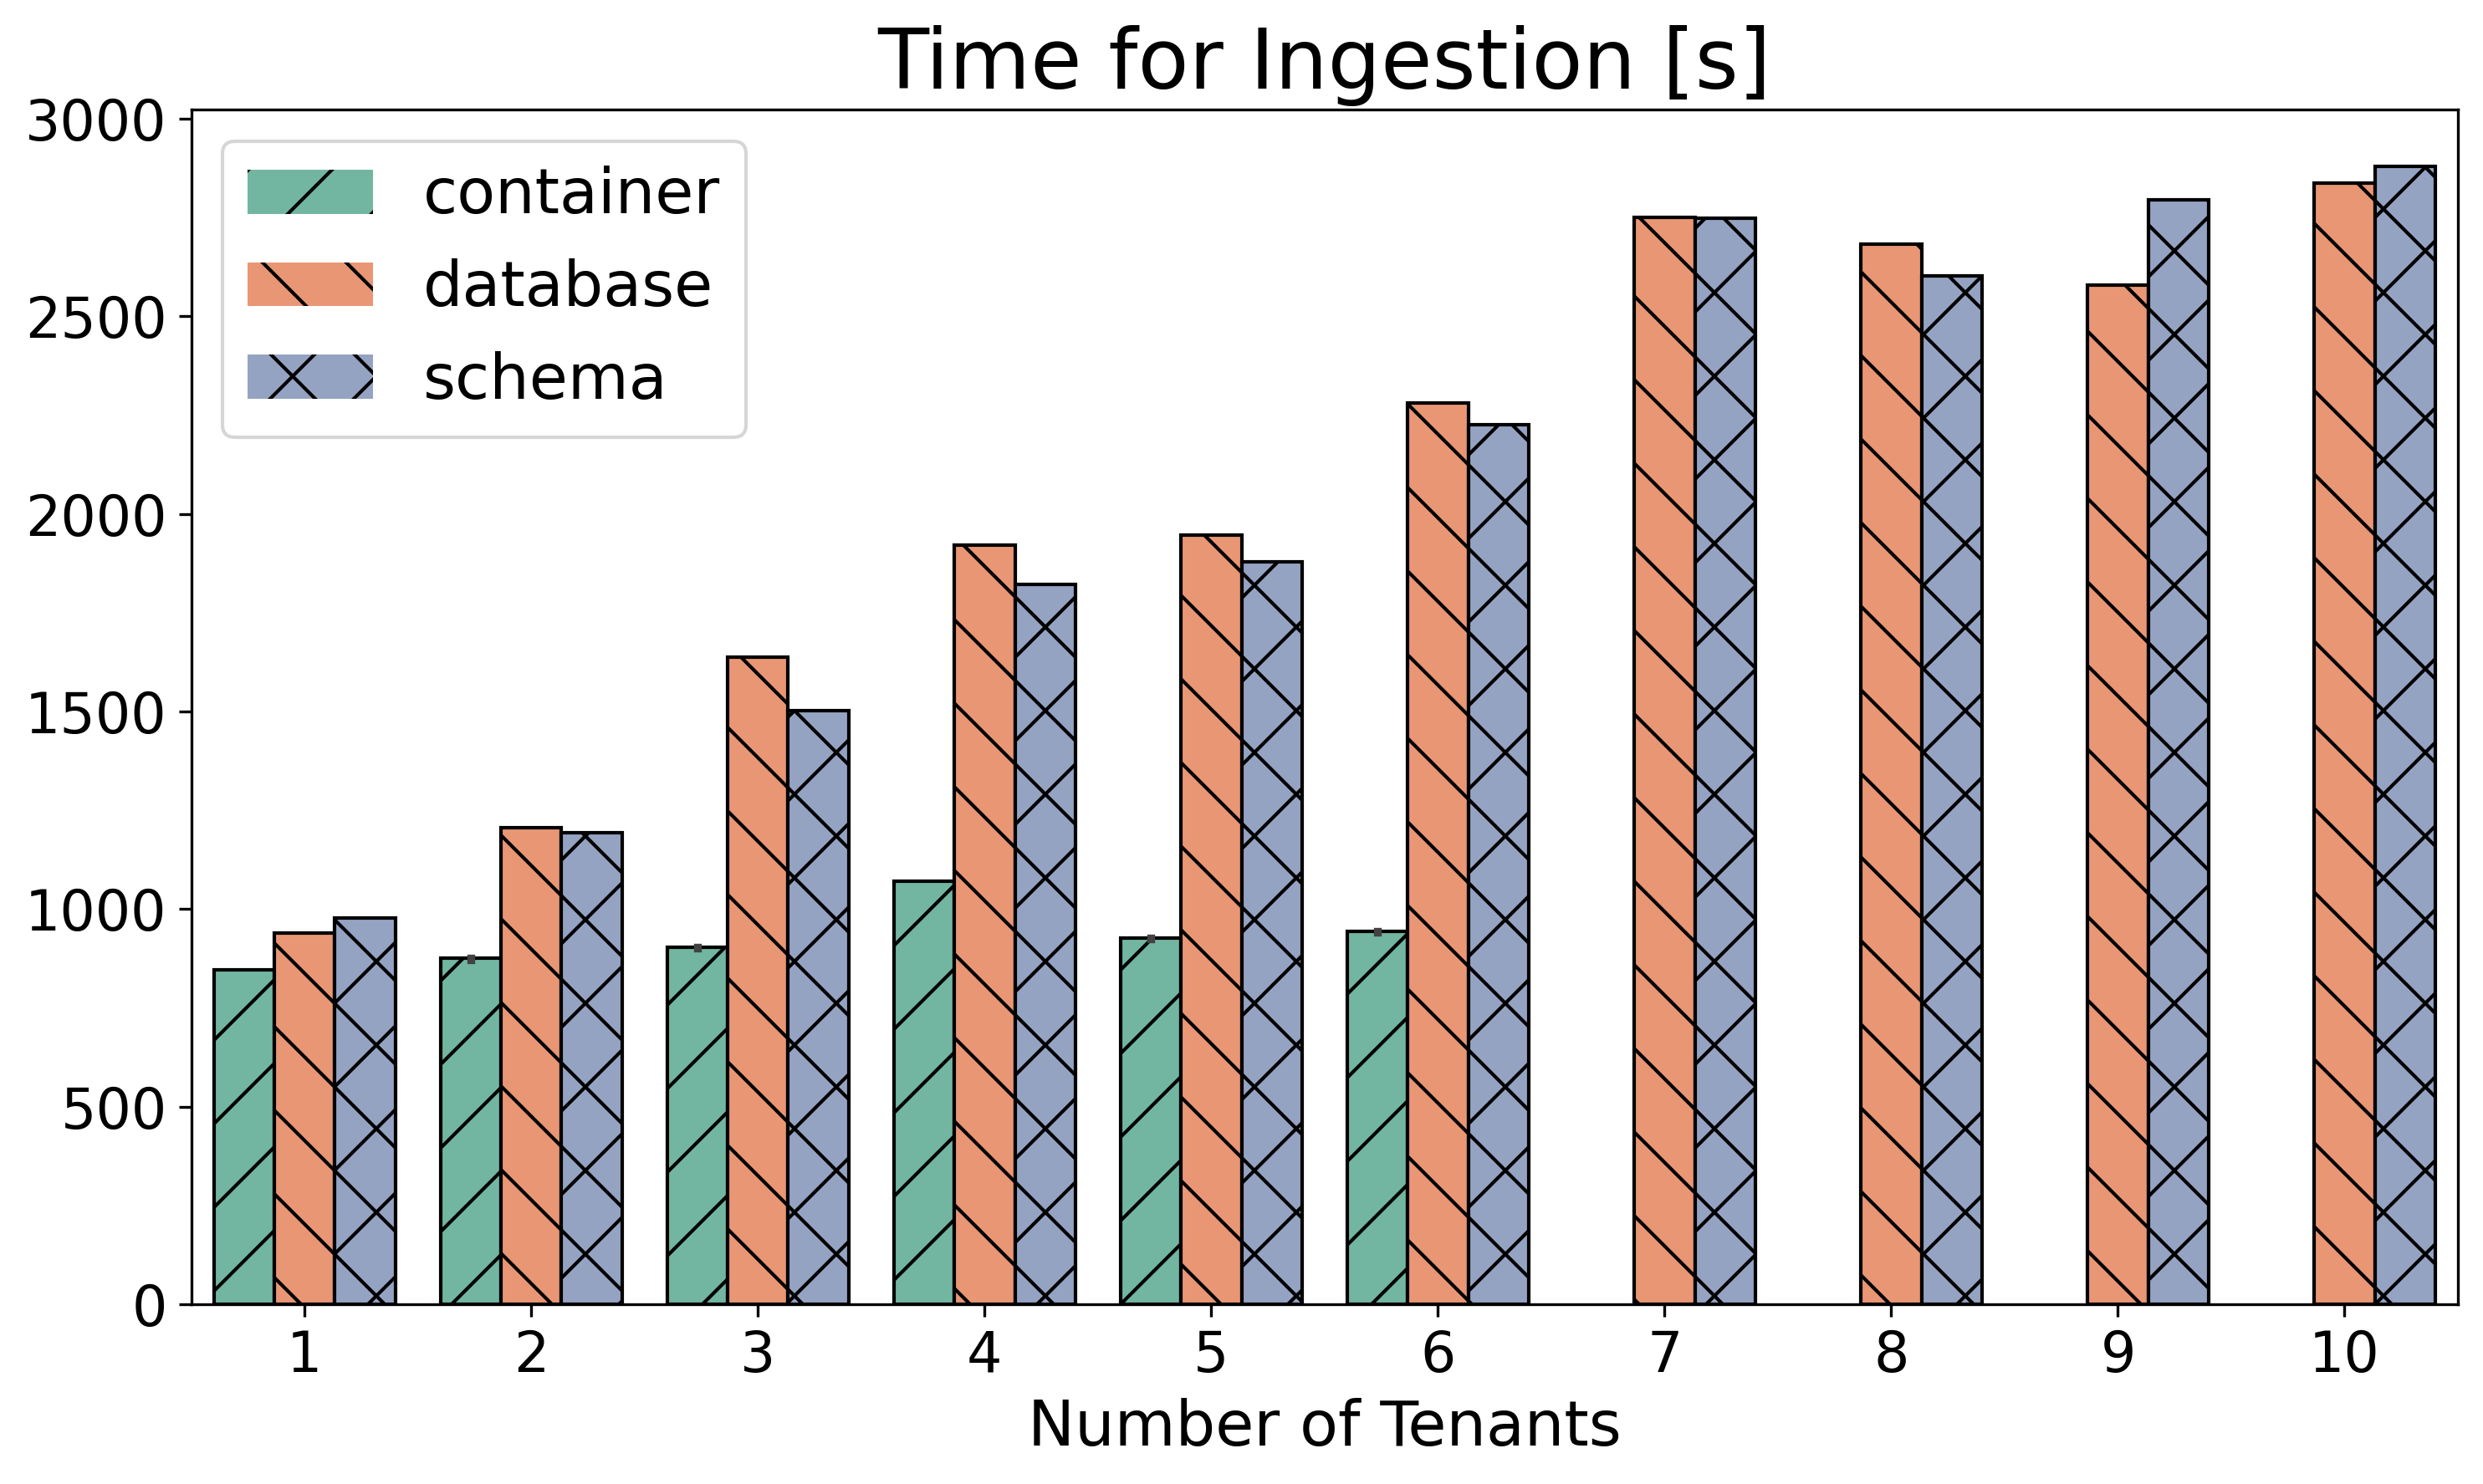 Time for Ingestion [s]
3000
2500
2000
1500
1000
500
0
container
database
schema
1 2 3 4 5 6 7 8 9 10
Number of Tenants